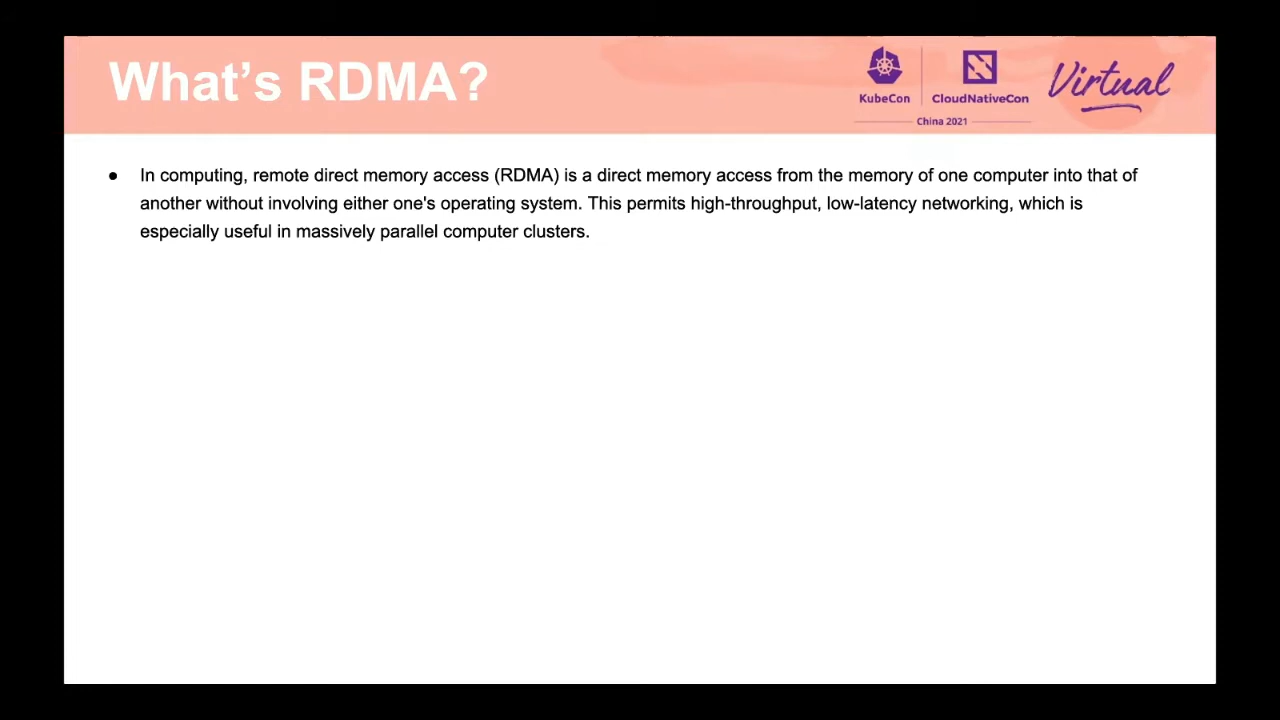 What's RDMA?
KubeCon
CloudNativeCon
Virtual
China 2021
● In computing, remote direct memory access (RDMA) is a direct memory access from the memory of one computer into that of
another without involving either one's operating system. This permits high-throughput, low-latency networking, which is
especially useful in massively parallel computer clusters.